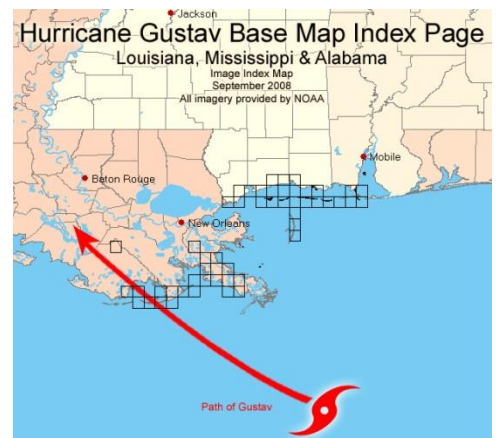 Jackson
Hurricane Gustav Base Map Index Page
Louisiana, Mississippi & Alabama
Image Index Map
September 2008
All imagery provided by NOAA
Mobile
Baton Rouge
New Orleans
Path of Gustav